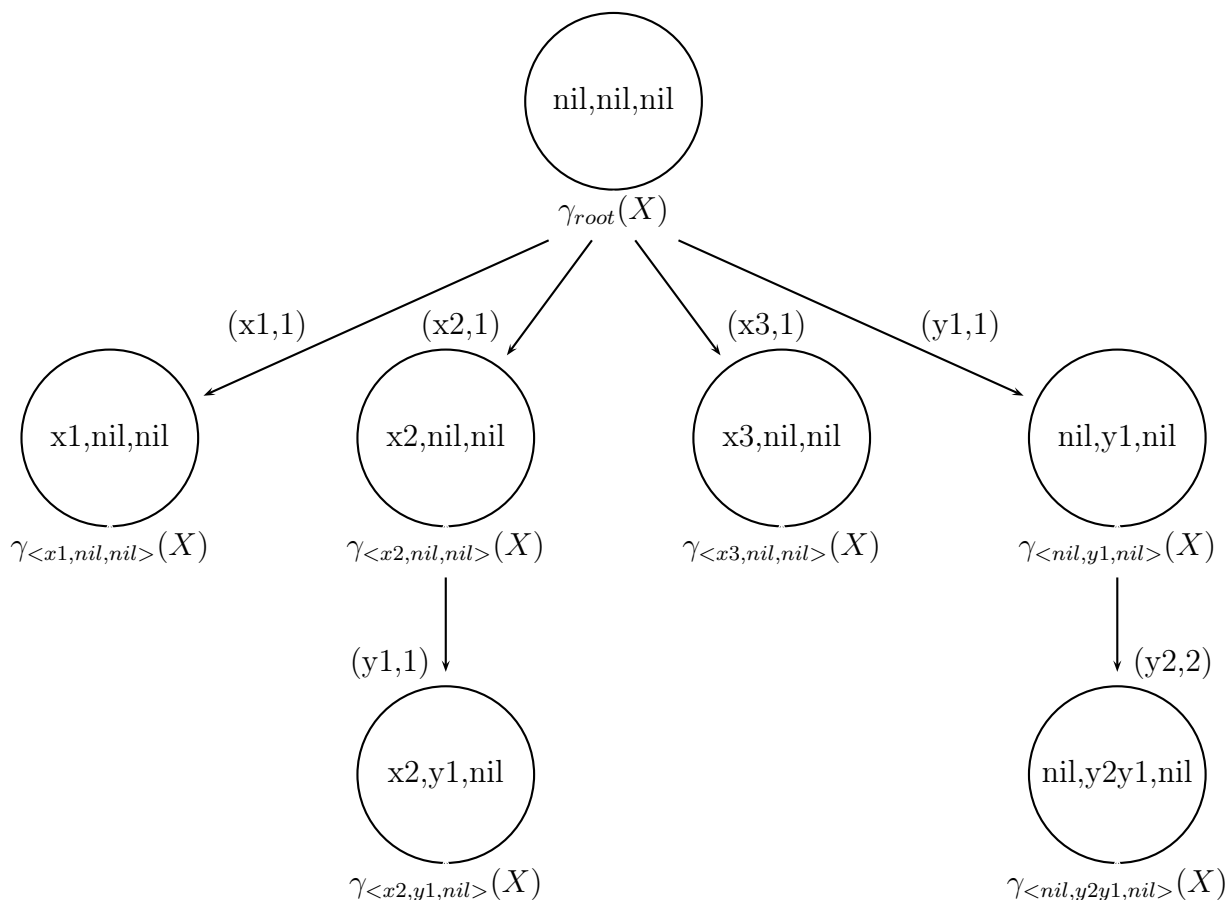 nil,nil,nil
γ_{root}(X)
(x1,1) (x2,1) (x3,1) (y1,1)
x1,nil,nil x2,nil,nil x3,nil,nil nil,y1,nil
γ_{<x1,nil,nil>}(X) γ_{<x2,nil,nil>}(X) γ_{<x3,nil,nil>}(X) γ_{<nil,y1,nil>}(X)
(y1,1) (y2,2)
x2,y1,nil nil,y2y1,nil
γ_{<x2,y1,nil>}(X) γ_{<nil,y2y1,nil>}(X)